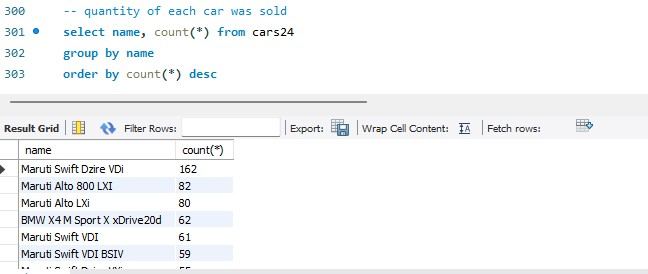 300 -- quantity of each car was sold
301 select name, count(*) from cars24
302 group by name
303 order by count(*) desc
Result Grid Filter Rows: Export: Wrap Cell Content: IA Fetch rows:
name count(*)
Maruti Swift Dzire VDi 162
Maruti Alto 800 LXI 82
Maruti Alto LXi 80
BMW X4 M Sport X xDrive20d 62
Maruti Swift VDI 61
Maruti Swift VDI BSIV 59